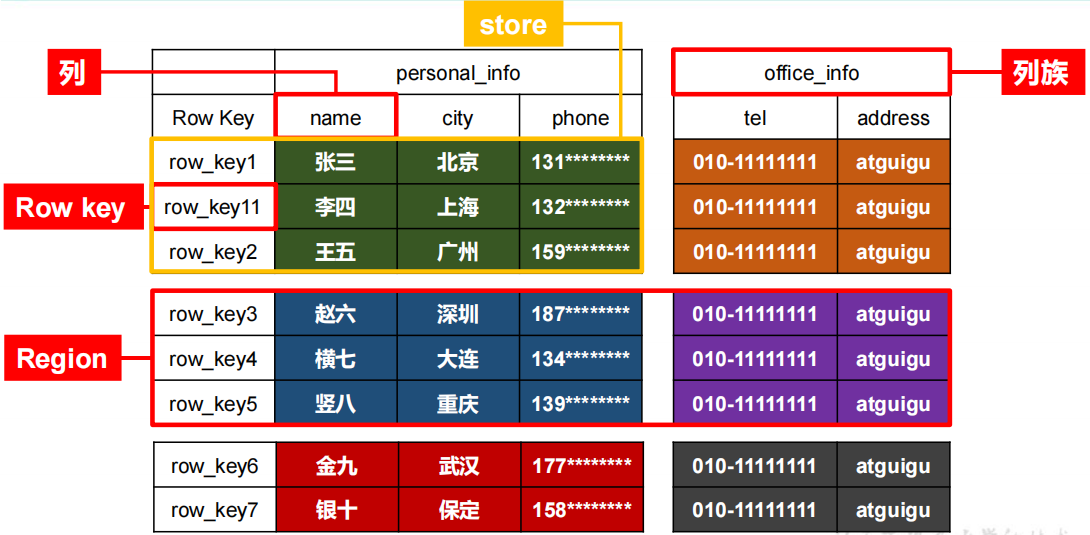 store
列
personal_info
office_info
列族
Row Key name city phone tel address
row_key1 张三 北京 131******** 010-11111111 atguigu
Row key
row_key11 李四 上海 132******** 010-11111111 atguigu
row_key2 王五 广州 159******** 010-11111111 atguigu
row_key3 赵六 深圳 187******** 010-11111111 atguigu
Region
row_key4 横七 大连 134******** 010-11111111 atguigu
row_key5 竖八 重庆 139******** 010-11111111 atguigu
row_key6 金九 武汉 177******** 010-11111111 atguigu
row_key7 银十 保定 158******** 010-11111111 atguigu